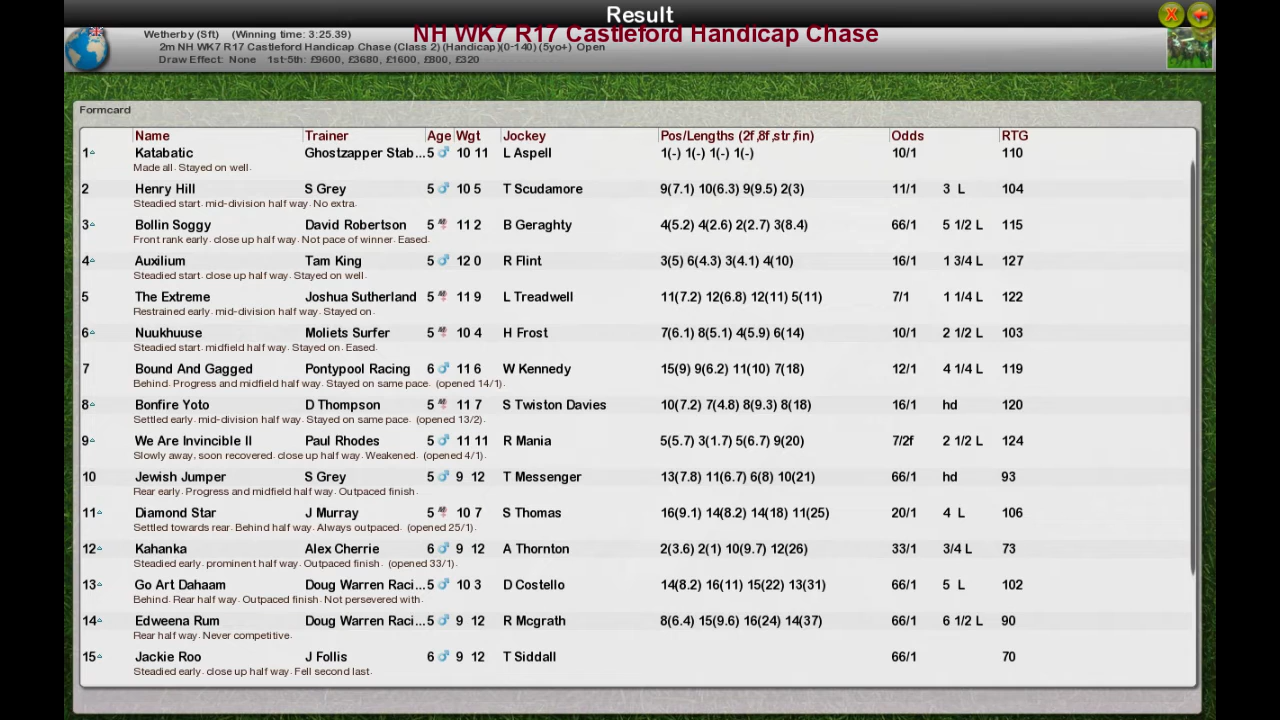 Result
NH WK7 R17 Castleford Handicap Chase
Wetherby (Sft) (Winning time: 3:25.39)
2m NH WK7 R17 Castleford Handicap Chase (Class 2) (Handicap)(0-140) (5yo+) Open
Draw Effect: None 1st-5th: £9600, £3680, £1600, £800, £320
Formcard
Name Trainer Age Wgt Jockey Pos/Lengths (2f,8f,str,fin) Odds RTG
1 Katabatic Ghostzapper Stab... 5 10 11 L Aspell 1(-) 1(-) 1(-) 1(-) 10/1 110
Made all. Stayed on well.
2 Henry Hill S Grey 5 10 5 T Scudamore 9(7.1) 10(6.3) 9(9.5) 2(3) 11/1 3 L 104
Steadied start. mid-division half way. No extra.
3 Bollin Soggy David Robertson 5 11 2 B Geraghty 4(5.2) 4(2.6) 2(2.7) 3(8.4) 66/1 5 1/2 L 115
Front rank early. close up half way. Not pace of winner. Eased.
4 Auxilium Tam King 5 12 0 R Flint 3(5) 6(4.3) 3(4.1) 4(10) 16/1 1 3/4 L 127
Steadied start. close up half way. Stayed on well.
5 The Extreme Joshua Sutherland 5 11 9 L Treadwell 11(7.2) 12(6.8) 12(11) 5(11) 7/1 1 1/4 L 122
Restrained early. mid-division half way. Stayed on.
6 Nuukhuuse Moliets Surfer 5 10 4 H Frost 7(6.1) 8(5.1) 4(5.9) 6(14) 10/1 2 1/2 L 103
Steadied start. midfield half way. Stayed on. Eased.
7 Bound And Gagged Pontypool Racing 6 11 6 W Kennedy 15(9) 9(6.2) 11(10) 7(18) 12/1 4 1/4 L 119
Behind. Progress and midfield half way. Stayed on same pace. (opened 14/1).
8 Bonfire Yoto D Thompson 5 11 7 S Twiston Davies 10(7.2) 7(4.8) 8(9.3) 8(18) 16/1 hd 120
Settled early. mid-division half way. Stayed on same pace. (opened 13/2).
9 We Are Invincible II Paul Rhodes 5 11 11 R Mania 5(5.7) 3(1.7) 5(6.7) 9(20) 7/2f 2 1/2 L 124
Slowly away, soon recovered. close up half way. Weakened. (opened 4/1).
10 Jewish Jumper S Grey 5 9 12 T Messenger 13(7.8) 11(6.7) 6(8) 10(21) 66/1 hd 93
Rear early. Progress and midfield half way. Outpaced finish.
11 Diamond Star J Murray 5 10 7 S Thomas 16(9.1) 14(8.2) 14(18) 11(25) 20/1 4 L 106
Settled towards rear. Behind half way. Always outpaced. (opened 25/1).
12 Kahanka Alex Cherrie 6 9 12 A Thornton 2(3.6) 2(1) 10(9.7) 12(26) 33/1 3/4 L 73
Steadied early. prominent half way. Outpaced finish. (opened 33/1).
13 Go Art Dahaam Doug Warren Raci... 5 10 3 D Costello 14(8.2) 16(11) 15(22) 13(31) 66/1 5 L 102
Behind. Rear half way. Outpaced finish. Not persevered with.
14 Edweena Rum Doug Warren Raci... 5 9 12 R Mcgrath 8(6.4) 15(9.6) 16(24) 14(37) 66/1 6 1/2 L 90
Rear half way. Never competitive.
15 Jackie Roo J Follis 6 9 12 T Siddall 66/1 70
Steadied early. close up half way. Fell second last.